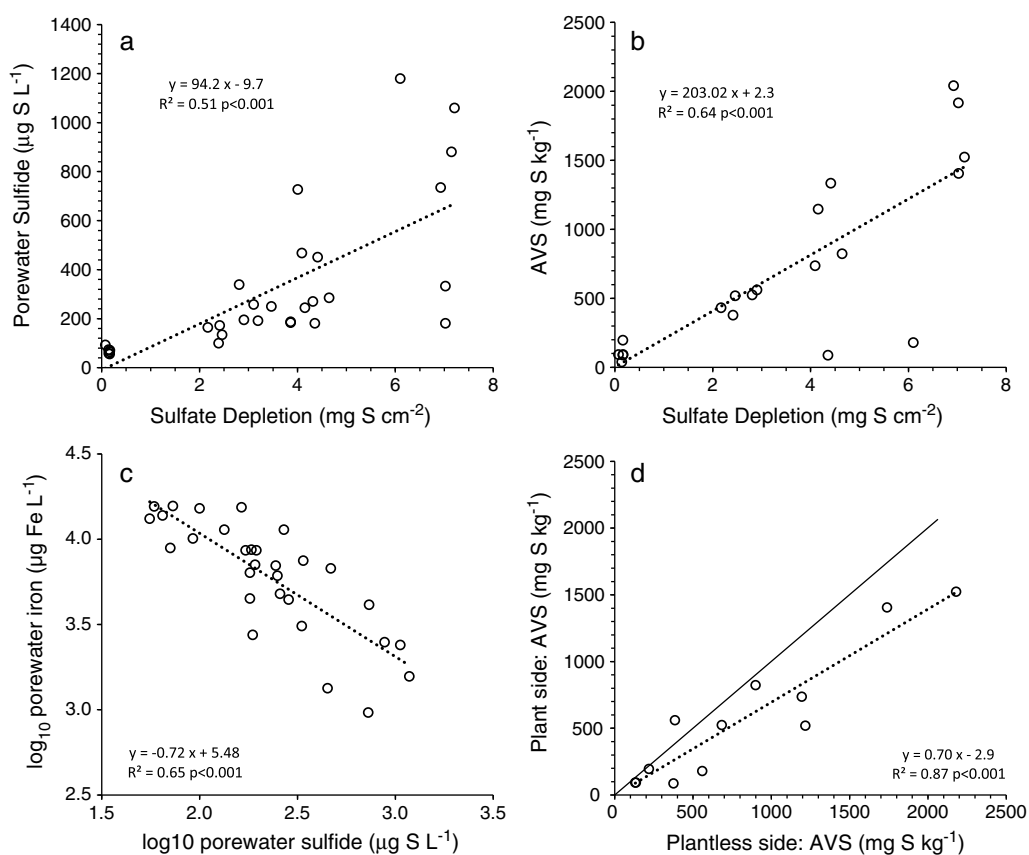 a
y = 94.2 x - 9.7
R² = 0.51 p<0.001
Porewater Sulfide (µg S L⁻¹)
1400
1200
1000
800
600
400
200
0
0 2 4 6 8
Sulfate Depletion (mg S cm⁻²)
b
y = 203.02 x + 2.3
R² = 0.64 p<0.001
AVS (mg S kg⁻¹)
2500
2000
1500
1000
500
0
0 2 4 6 8
Sulfate Depletion (mg S cm⁻²)
c
log₁₀ porewater iron (µg Fe L⁻¹)
4.5
4.0
3.5
3.0
2.5
y = -0.72 x + 5.48
R² = 0.65 p<0.001
1.5 2.0 2.5 3.0 3.5
log10 porewater sulfide (µg S L⁻¹)
d
Plant side: AVS (mg S kg⁻¹)
2500
2000
1500
1000
500
0
y = 0.70 x - 2.9
R² = 0.87 p<0.001
0 500 1000 1500 2000 2500
Plantless side: AVS (mg S kg⁻¹)